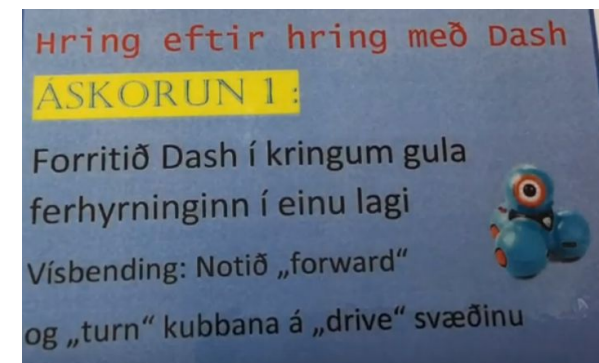 Hring eftir hring með Dash
ÁSKORUN 1 :
Forritið Dash í kringum gula
ferhyrninginn í einu lagi
Vísbending: Notið „forward“
og „turn“ kubbana á „drive“ svæðinu